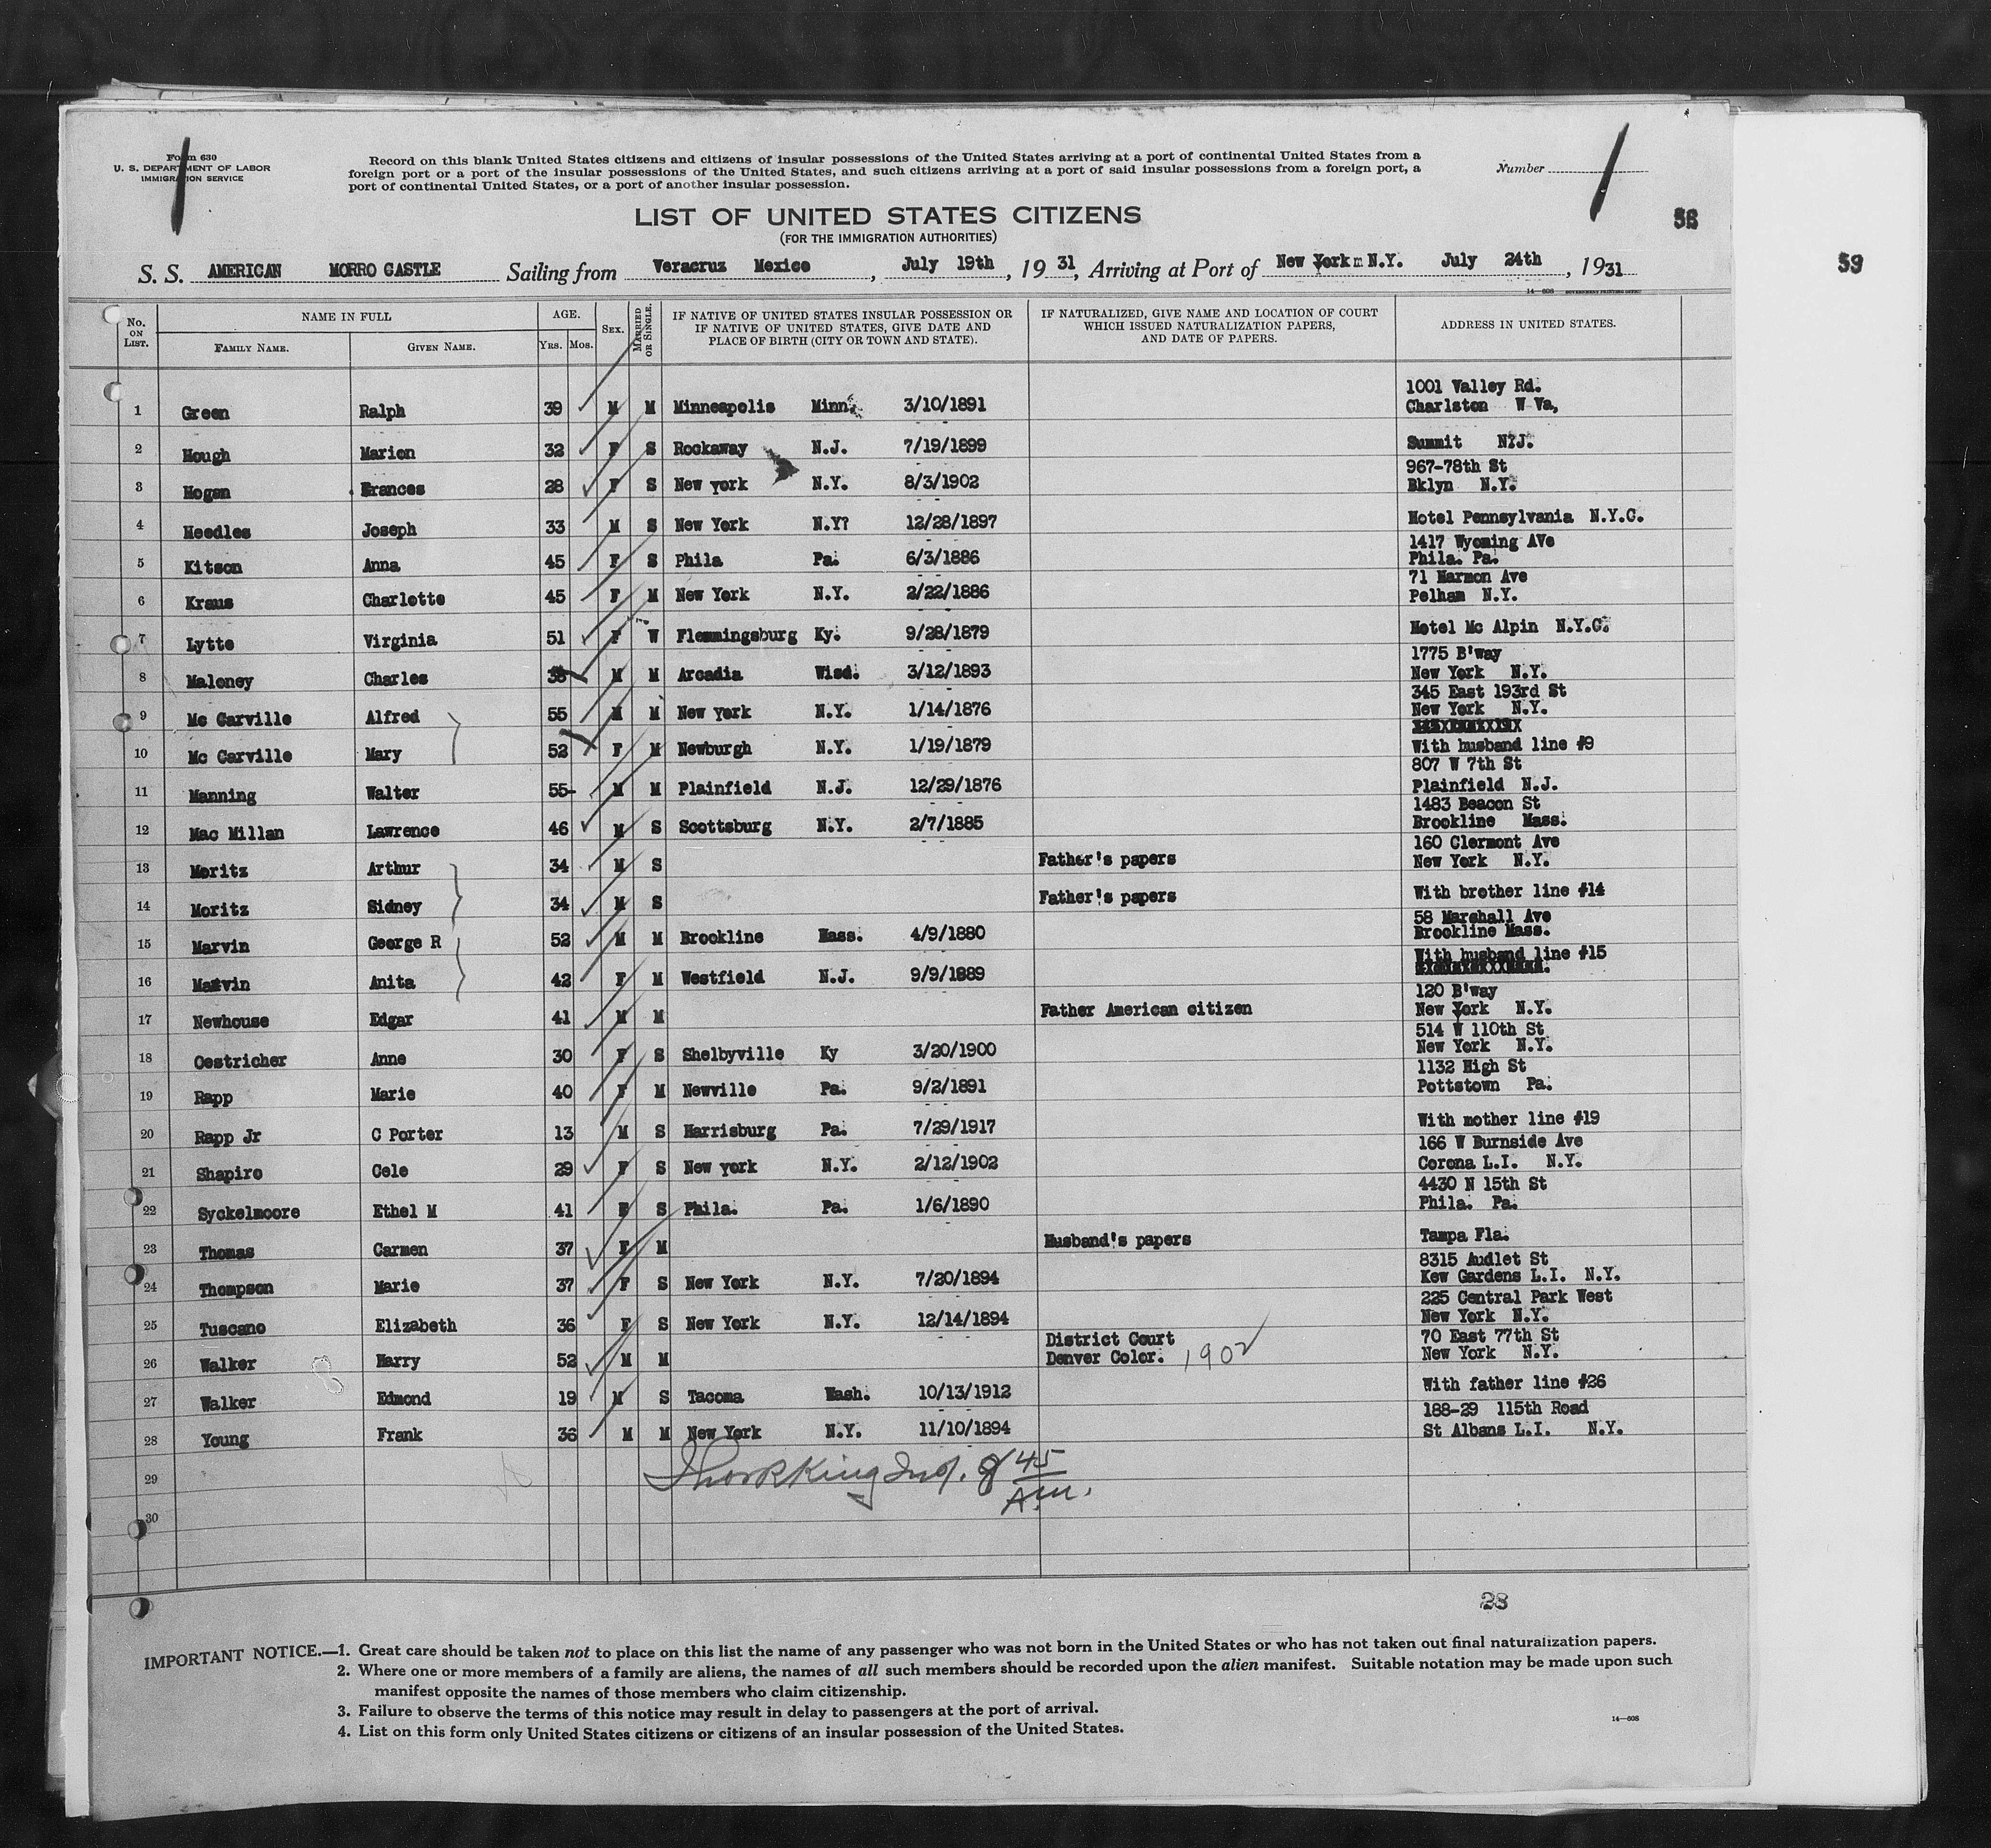 Form 630
U. S. DEPARTMENT OF LABOR
IMMIGRATION SERVICE
Record on this blank United States citizens and citizens of insular possessions of the United States arriving at a port of continental United States from a
foreign port or a port of the insular possessions of the United States, and such citizens arriving at a port of said insular possessions from a foreign port, a
port of continental United States, or a port of another insular possession.
Number
LIST OF UNITED STATES CITIZENS
(FOR THE IMMIGRATION AUTHORITIES)
59
S. S. AMERICAN MORRO CASTLE Sailing from Veracruz Mexico, July 19th, 1931, Arriving at Port of New York N.Y. July 24th, 1931
14—608 GOVERNMENT PRINTING OFFICE
No. ON LIST. NAME IN FULL FAMILY NAME. GIVEN NAME. AGE. YRS. MOS. SEX. MARRIED OR SINGLE. IF NATIVE OF UNITED STATES INSULAR POSSESSION OR IF NATIVE OF UNITED STATES, GIVE DATE AND PLACE OF BIRTH (CITY OR TOWN AND STATE). IF NATURALIZED, GIVE NAME AND LOCATION OF COURT WHICH ISSUED NATURALIZATION PAPERS, AND DATE OF PAPERS. ADDRESS IN UNITED STATES.
1 Green Ralph 39 M M Minneapolis Minn. 3/10/1891 1001 Valley Rd. Charlston W Va,
2 Hough Marion 32 F S Rockaway N.J. 7/19/1899 Summit N?J.
3 Hogan Frances 28 F S New york N.Y. 8/3/1902 967-78th St Bklyn N.Y.
4 Heedles Joseph 33 M S New York N.Y? 12/28/1897 Hotel Pennsylvania N.Y.C.
5 Kitson Anna 45 F S Phila Pa. 6/3/1886 1417 Wyoming AVe Phila. Pa.
6 Kraus Charlotte 45 F M New York N.Y. 2/22/1886 71 Harmon Ave Pelham N.Y.
7 Lytte Virginia 51 F W Flemmingsburg Ky. 9/28/1879 Hotel Mc Alpin N.Y.C.
8 Maloney Charles M M Arcadia Wisd. 3/12/1893 1775 B'way New York N.Y.
9 Mc Carville Alfred 55 M M New york N.Y. 1/14/1876 345 East 193rd St New York N.Y.
10 Mc Carville Mary 52 F M Newburgh N.Y. 1/19/1879 With husband line #9
11 Manning Walter 55 M M Plainfield N.J. 12/29/1876 807 W 7th St Plainfield N.J.
12 Mac Millan Lawrence 46 M S Scottsburg N.Y. 2/7/1885 1483 Beacon St Brookline Mass.
13 Moritz Arthur 34 M S Father's papers 160 Clermont Ave New York N.Y.
14 Moritz Sidney 34 M S Father's papers With brother line #14
15 Marvin George R 52 M M Brookline Mass. 4/9/1880 58 Marshall Ave Brookline Mass.
16 Marvin Anita 42 F M Westfield N.J. 9/9/1889 With husband line #15
17 Newhouse Edgar 41 M M Father American citizen 120 B'way New York N.Y.
18 Oestricher Anne 30 F S Shelbyville Ky 3/20/1900 514 W 110th St New York N.Y.
19 Rapp Marie 40 F M Newville Pa. 9/2/1891 1132 High St Pottstown Pa.
20 Rapp Jr C Porter 13 M S Harrisburg Pa. 7/29/1917 With mother line #19
21 Shapiro Cele 29 F S New york N.Y. 2/12/1902 166 W Burnside Ave Corona L.I. N.Y.
22 Syckelmoore Ethel M 41 F S Phila. Pa. 1/6/1890 4430 N 15th St Phila. Pa.
23 Thomas Carmen 37 F M Husband's papers Tampa Fla.
24 Thompson Marie 37 F S New York N.Y. 7/20/1894 8315 Audlet St Kew Gardens L.I. N.Y.
25 Tuscano Elizabeth 36 F S New York N.Y. 12/14/1894 225 Central Park West New York N.Y.
26 Walker Harry 52 M M District Court Denver Color. 1902 70 East 77th St New York N.Y.
27 Walker Edmond 19 M S Tacoma Wash. 10/13/1912 With father line #26
28 Young Frank 36 M M New York N.Y. 11/10/1894 188-29 115th Road St Albans L.I. N.Y.
29
30
28
IMPORTANT NOTICE.—1. Great care should be taken not to place on this list the name of any passenger who was not born in the United States or who has not taken out final naturalization papers.
2. Where one or more members of a family are aliens, the names of all such members should be recorded upon the alien manifest. Suitable notation may be made upon such
manifest opposite the names of those members who claim citizenship.
3. Failure to observe the terms of this notice may result in delay to passengers at the port of arrival.
4. List on this form only United States citizens or citizens of an insular possession of the United States.
14—608